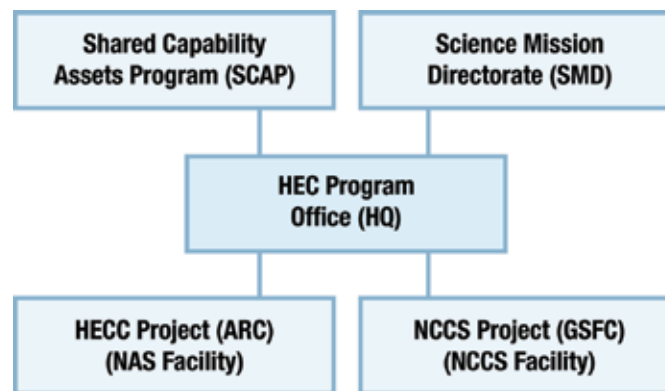 Shared Capability
Assets Program (SCAP)
Science Mission
Directorate (SMD)
HEC Program
Office (HQ)
HECC Project (ARC)
(NAS Facility)
NCCS Project (GSFC)
(NCCS Facility)